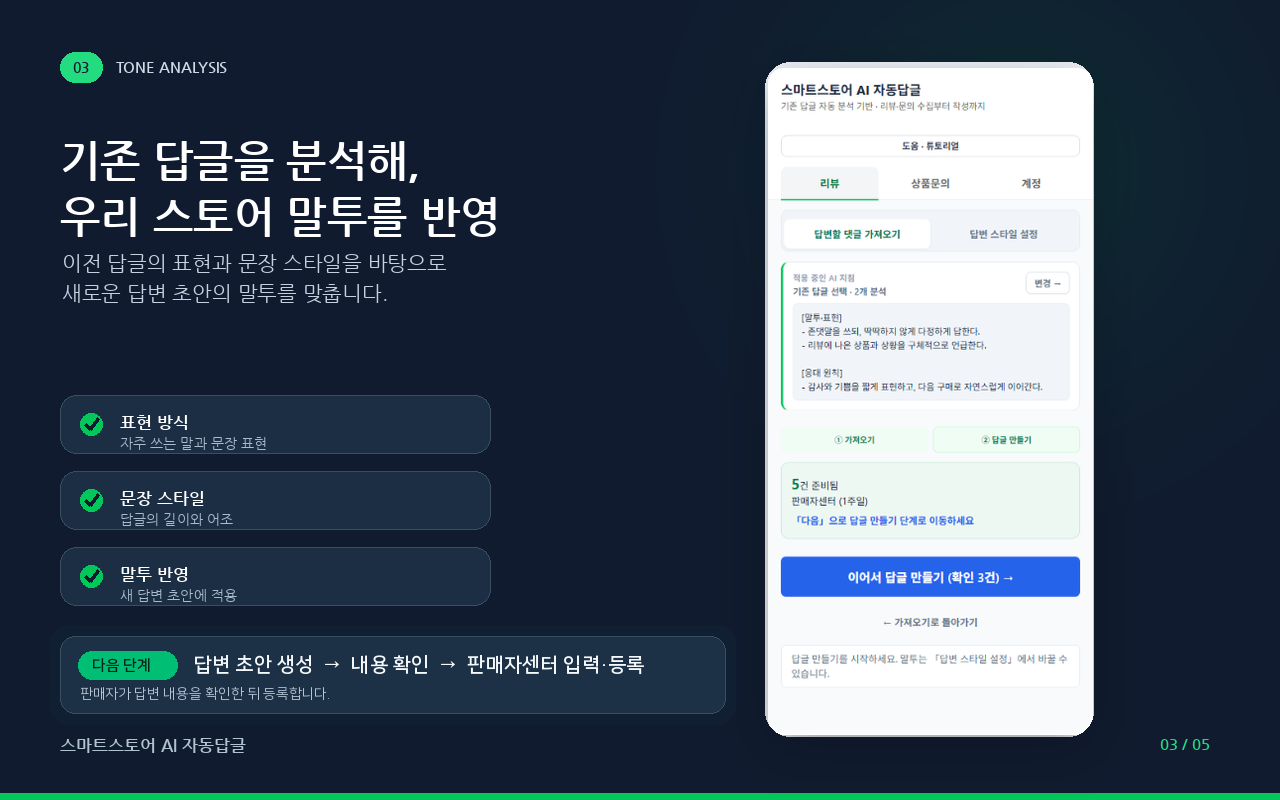 03 TONE ANALYSIS
기존 답글을 분석해,
우리 스토어 말투를 반영
이전 답글의 표현과 문장 스타일을 바탕으로
새로운 답변 초안의 말투를 맞춥니다.
표현 방식
자주 쓰는 말과 문장 표현
문장 스타일
답글의 길이와 어조
말투 반영
새 답변 초안에 적용
다음 단계 답변 초안 생성 → 내용 확인 → 판매자센터 입력·등록
판매자가 답변 내용을 확인한 뒤 등록합니다.
스마트스토어 AI 자동답글
스마트스토어 AI 자동답글
기존 답글 자동 분석 기반 · 리뷰·문의 수집부터 작성까지
도움 · 튜토리얼
리뷰 상품문의 계정
답변할 댓글 가져오기 답변 스타일 설정
적용 중인 AI 지침
기존 답글 선택 · 2개 분석
변경 →
[말투·표현]
- 존댓말을 쓰되, 딱딱하지 않게 다정하게 답한다.
- 리뷰에 나온 상품과 상황을 구체적으로 언급한다.
[응대 원칙]
- 감사와 기쁨을 짧게 표현하고, 다음 구매로 자연스럽게 이어간다.
① 가져오기 ② 답글 만들기
5건 준비됨
판매자센터 (1주일)
「다음」으로 답글 만들기 단계로 이동하세요
이어서 답글 만들기 (확인 3건) →
← 가져오기로 돌아가기
답글 만들기를 시작하세요. 말투는 「답변 스타일 설정」에서 바꿀 수
있습니다.
03 / 05